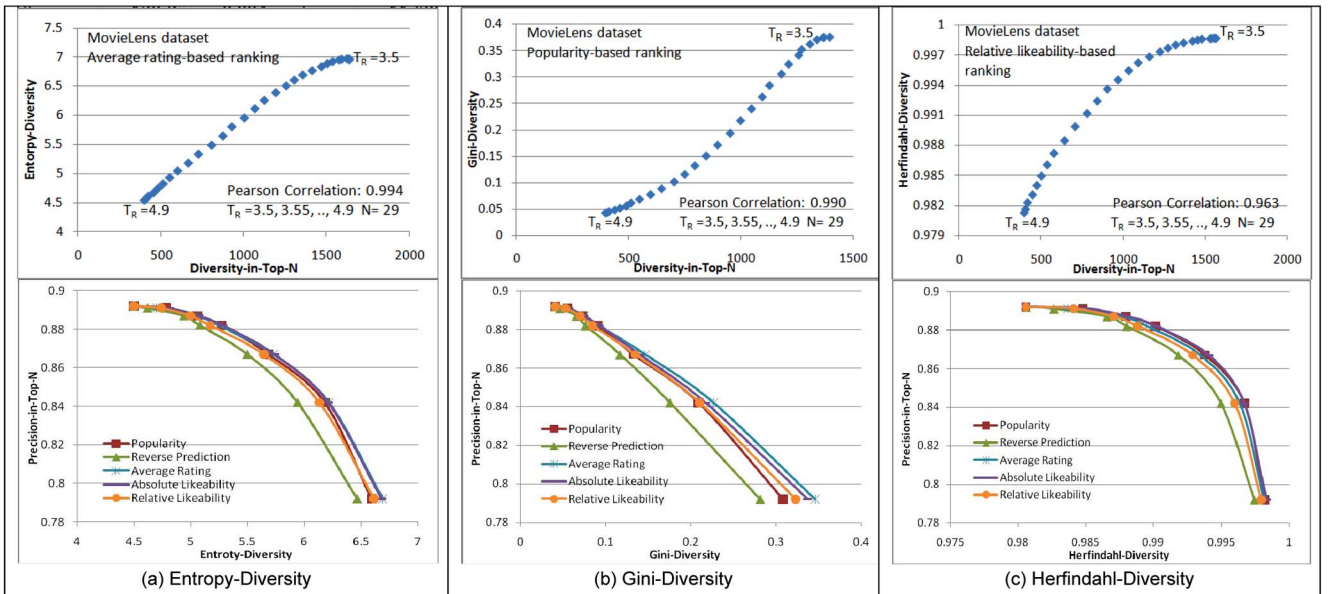 7.5
7
6.5
6
5.5
5
4.5
4
Entorpy-Diversity
MovieLens dataset
Average rating-based ranking
TR =3.5
Pearson Correlation: 0.994
TR =4.9
TR =3.5, 3.55, .., 4.9 N= 29
0 500 1000 1500 2000
Diversity-in-Top-N
0.4
0.35
0.3
0.25
0.2
0.15
0.1
0.05
0
Gini-Diversity
MovieLens dataset
Popularity-based ranking
TR =3.5
Pearson Correlation: 0.990
TR =4.9
TR =3.5, 3.55, .., 4.9 N= 29
0 500 1000 1500
Diversity-in-Top-N
1
0.997
0.994
0.991
0.988
0.985
0.982
0.979
Herfindahl-Diversity
MovieLens dataset
Relative likeability-based
ranking
TR =3.5
Pearson Correlation: 0.963
TR =4.9
TR =3.5, 3.55, .., 4.9 N= 29
0 500 1000 1500 2000
Diversity-in-Top-N
0.9
0.88
0.86
0.84
0.82
0.8
0.78
Precision-in-Top-N
Popularity
Reverse Prediction
Average Rating
Absolute Likeability
Relative Likeability
4 4.5 5 5.5 6 6.5 7
Entroty-Diversity
(a) Entropy-Diversity
0.9
0.88
0.86
0.84
0.82
0.8
0.78
Precision-in-Top-N
Popularity
Reverse Prediction
Average Rating
Absolute Likeability
Relative Likeability
0 0.1 0.2 0.3 0.4
Gini-Diversity
(b) Gini-Diversity
0.9
0.88
0.86
0.84
0.82
0.8
0.78
Precision-in-Top-N
Popularity
Reverse Prediction
Average Rating
Absolute Likeability
Relative Likeability
0.975 0.98 0.985 0.99 0.995 1
Herfindahl-Diversity
(c) Herfindahl-Diversity